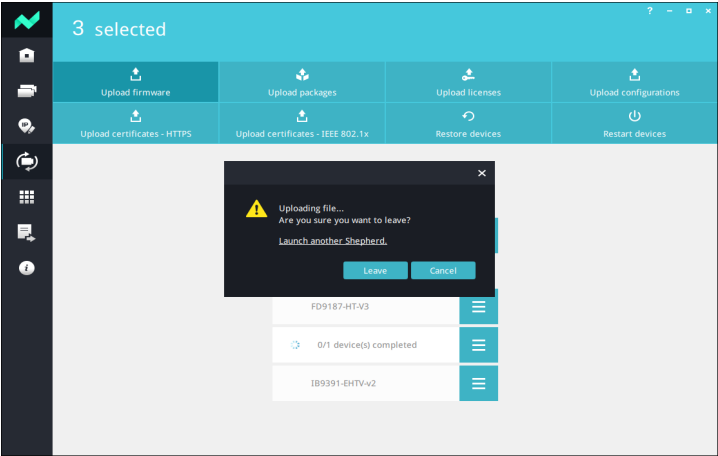 3 selected
Upload firmware
Upload packages
Upload licenses
Upload configurations
Upload certificates - HTTPS
Upload certificates - IEEE 802.1x
Restore devices
Restart devices
Uploading file...
Are you sure you want to leave?
Launch another Shepherd.
Leave
Cancel
FD9187-HT-V3
0/1 device(s) completed
IB9391-EHTV-v2